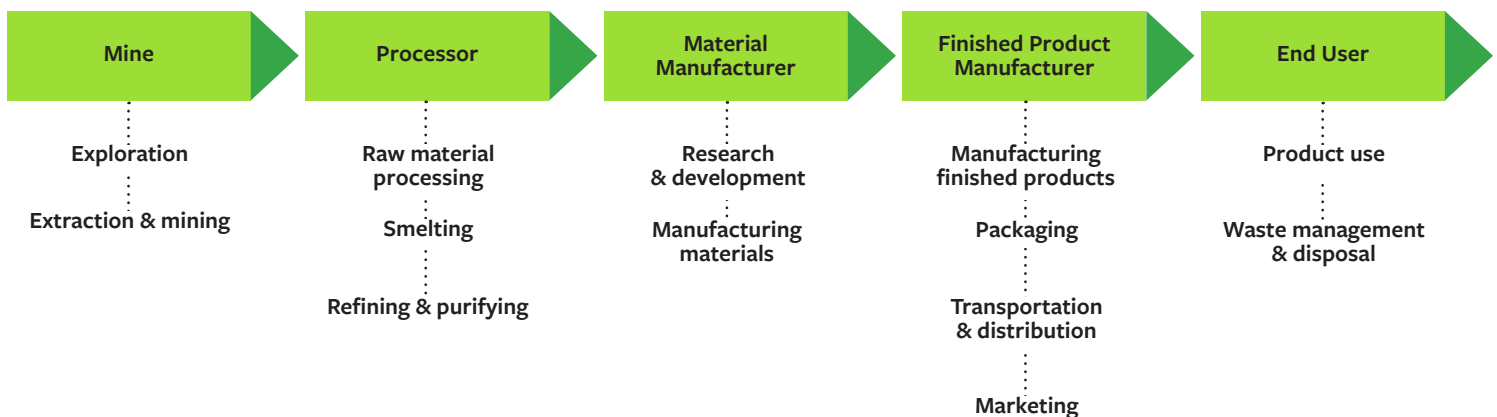 Mine
Processor
Material
Manufacturer
Finished Product
Manufacturer
End User
Exploration
Extraction & mining
Raw material
processing
Smelting
Refining & purifying
Research
& development
Manufacturing
materials
Manufacturing
finished products
Packaging
Transportation
& distribution
Marketing
Product use
Waste management
& disposal